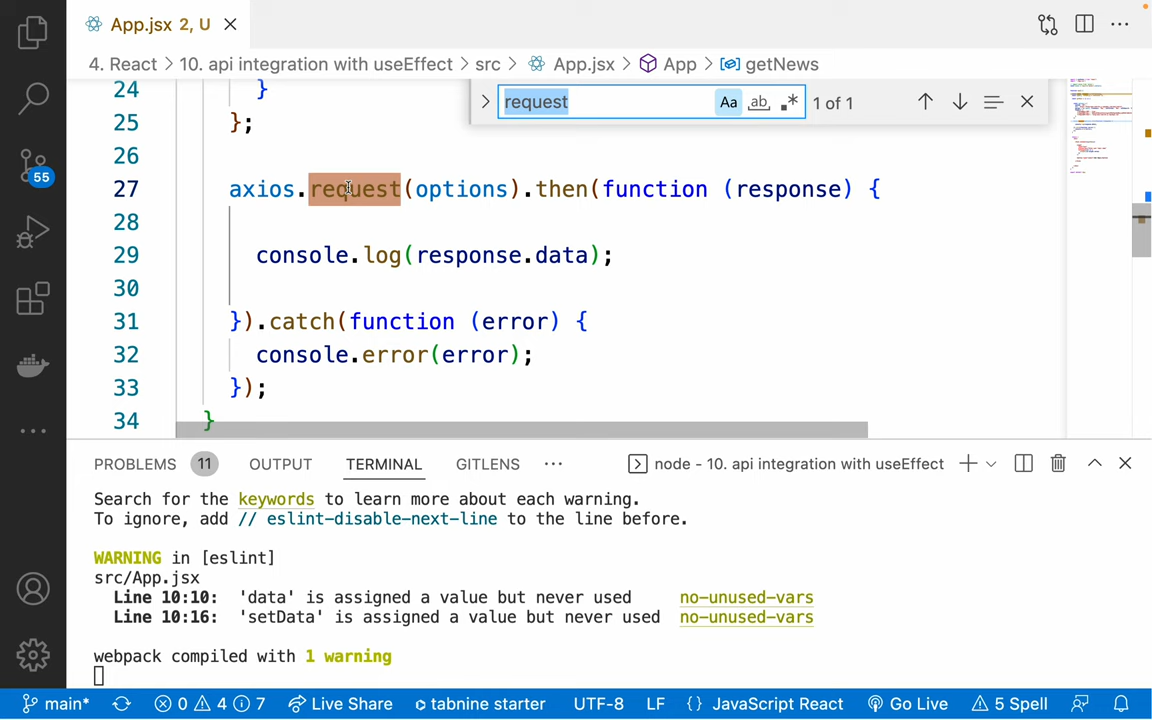 App.jsx 2, U
4. React > 10. api integration with useEffect > src > App.jsx > App > getNews
request Aa ab .* 1 of 1
24 }
25 };
26
27 axios.request(options).then(function (response) {
28
29 console.log(response.data);
30
31 }).catch(function (error) {
32 console.error(error);
33 });
34 }
55
PROBLEMS 11 OUTPUT TERMINAL GITLENS ... node - 10. api integration with useEffect
Search for the keywords to learn more about each warning.
To ignore, add // eslint-disable-next-line to the line before.
WARNING in [eslint]
src/App.jsx
Line 10:10: 'data' is assigned a value but never used no-unused-vars
Line 10:16: 'setData' is assigned a value but never used no-unused-vars
webpack compiled with 1 warning
main* 0 4 7 Live Share tabnine starter UTF-8 LF {} JavaScript React Go Live 5 Spell